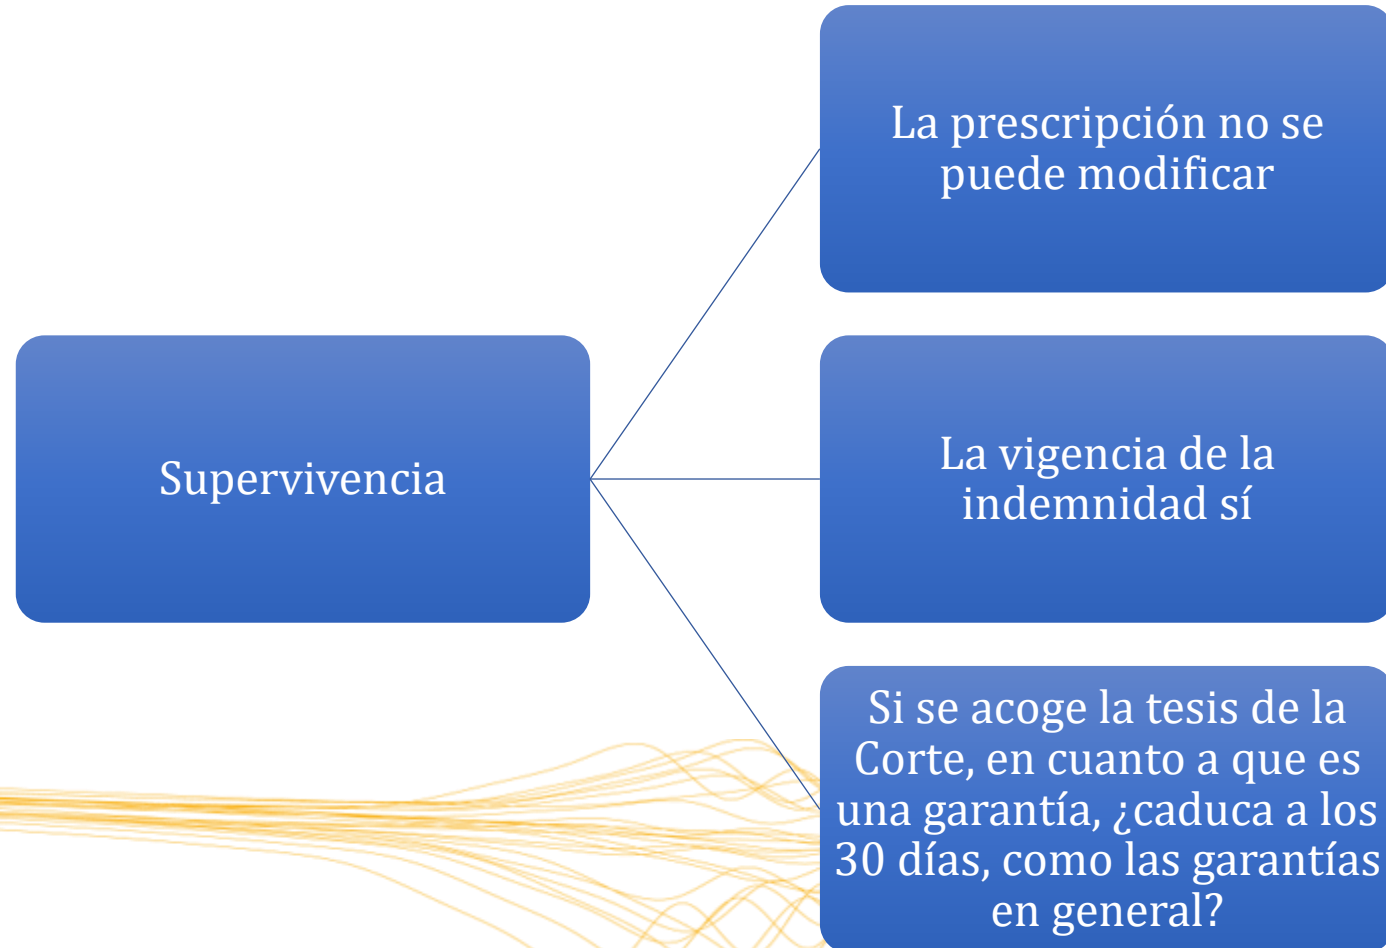 Supervivencia
La prescripción no se
puede modificar
La vigencia de la
indemnidad sí
Si se acoge la tesis de la
Corte, en cuanto a que es
una garantía, ¿caduca a los
30 días, como las garantías
en general?